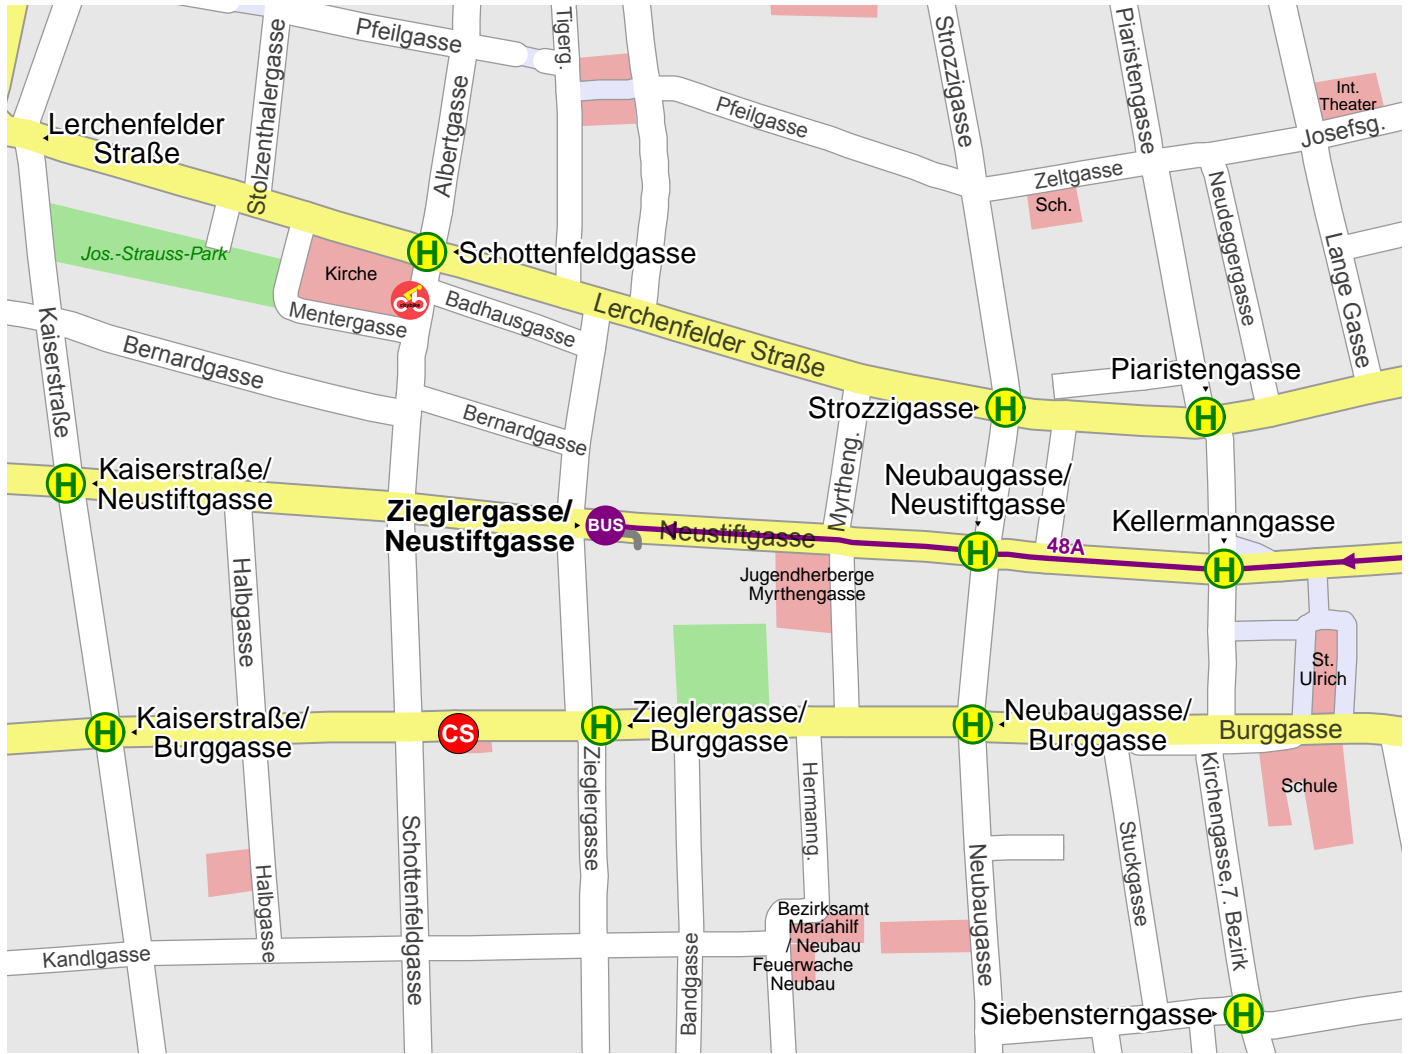 Pfeilgasse
Tigerg.
Strozzigasse
Piaristengasse
Int.
Theater
Josefsg.
Stolzenthalergasse
Albertgasse
Pfeilgasse
Lerchenfelder
Straße
Zeltgasse
Sch.
Neudeggergasse
Lange Gasse
Jos.-Strauss-Park
Kirche
H
Schottenfeldgasse
citybike
Mentergasse
Badhausgasse
Lerchenfelder Straße
Kaiserstraße
Bernardgasse
Bernardgasse
Piaristengasse
H
Strozzigasse
H
Myrtheng.
H
Kaiserstraße/
Neustiftgasse
Zieglergasse/
Neustiftgasse
BUS
Neustiftgasse
Neubaugasse/
Neustiftgasse
H
48A
Kellermanngasse
H
Halbgasse
Jugendherberge
Myrthengasse
St.
Ulrich
H
Kaiserstraße/
Burggasse
CS
H
Zieglergasse/
Burggasse
H
Neubaugasse/
Burggasse
Burggasse
Zieglergasse
Hermanng.
Kirchengasse,7. Bezirk
Schule
Schottenfeldgasse
Stuckgasse
Neubaugasse
Halbgasse
Kandlgasse
Bandgasse
Bezirksamt
Mariahilf
/ Neubau
Feuerwache
Neubau
Siebensterngasse
H